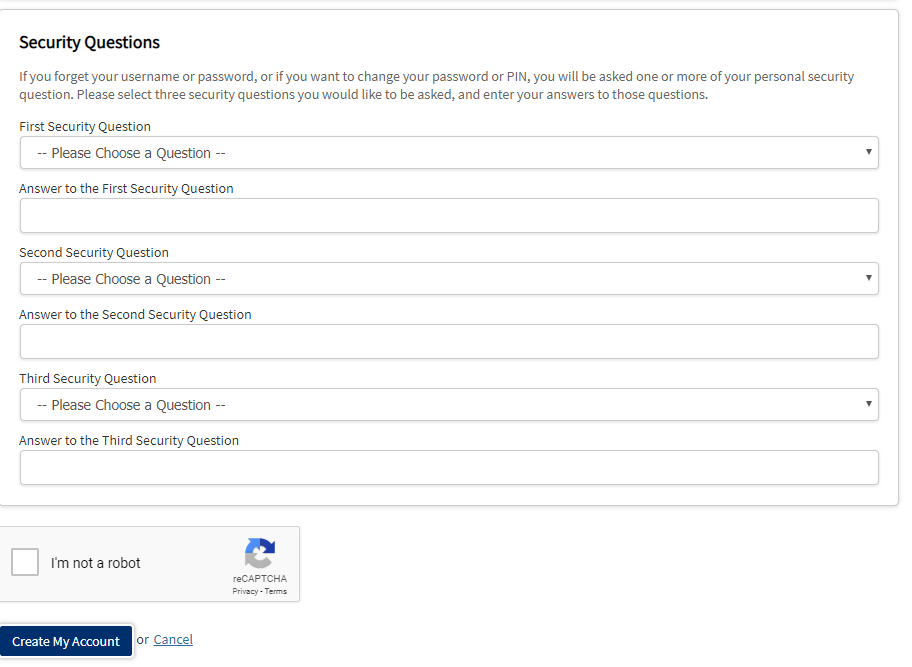 Security Questions
If you forget your username or password, or if you want to change your password or PIN, you will be asked one or more of your personal security
question. Please select three security questions you would like to be asked, and enter your answers to those questions.
First Security Question
-- Please Choose a Question --
Answer to the First Security Question
Second Security Question
-- Please Choose a Question --
Answer to the Second Security Question
Third Security Question
-- Please Choose a Question --
Answer to the Third Security Question
I'm not a robot
reCAPTCHA
Privacy - Terms
Create My Account or Cancel